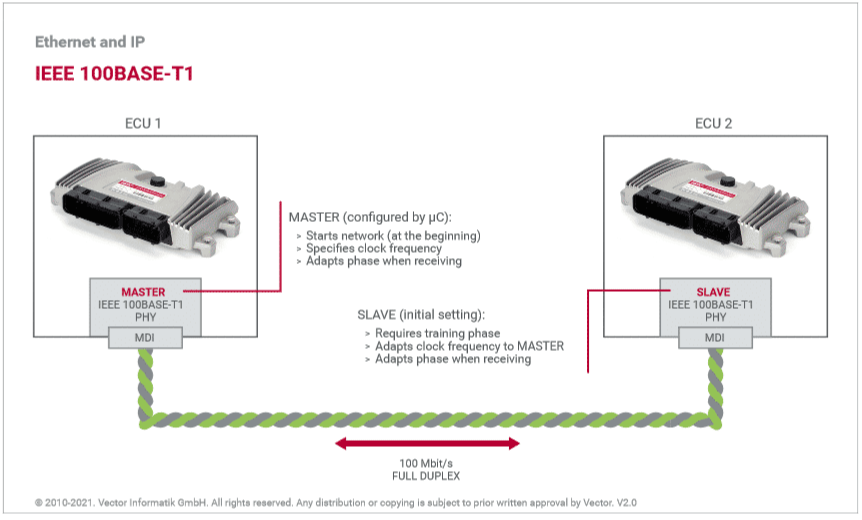 Ethernet and IP
IEEE 100BASE-T1
ECU 1
ECU 2
MASTER (configured by µC):
> Starts network (at the beginning)
> Specifies clock frequency
> Adapts phase when receiving
MASTER
IEEE 100BASE-T1
PHY
MDI
SLAVE (initial setting):
> Requires training phase
> Adapts clock frequency to MASTER
> Adapts phase when receiving
SLAVE
IEEE 100BASE-T1
PHY
MDI
100 Mbit/s
FULL DUPLEX
© 2010-2021. Vector Informatik GmbH. All rights reserved. Any distribution or copying is subject to prior written approval by Vector. V2.0